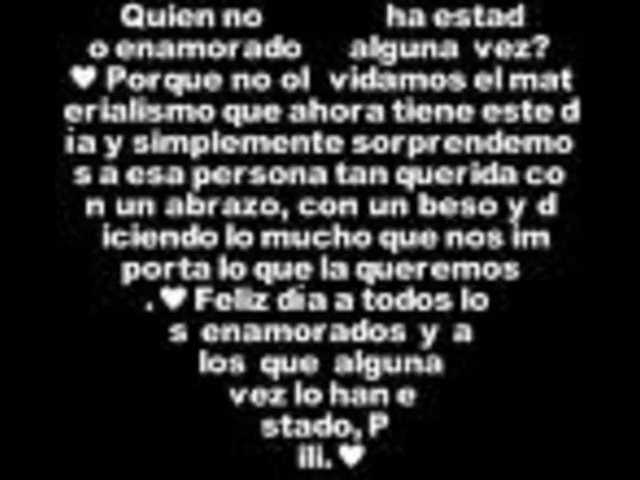 Quien no ha estad
o enamorado alguna vez?
♥ Porque no ol vidamos el mat
erialismo que ahora tiene este d
ia y simplemente sorprendemo
s a esa persona tan querida co
n un abrazo, con un beso y d
iciendo lo mucho que nos im
porta lo que la queremos
.♥ Feliz dia a todos lo
s enamorados y a
los que alguna
vez lo han e
stado, P
ili. ♥